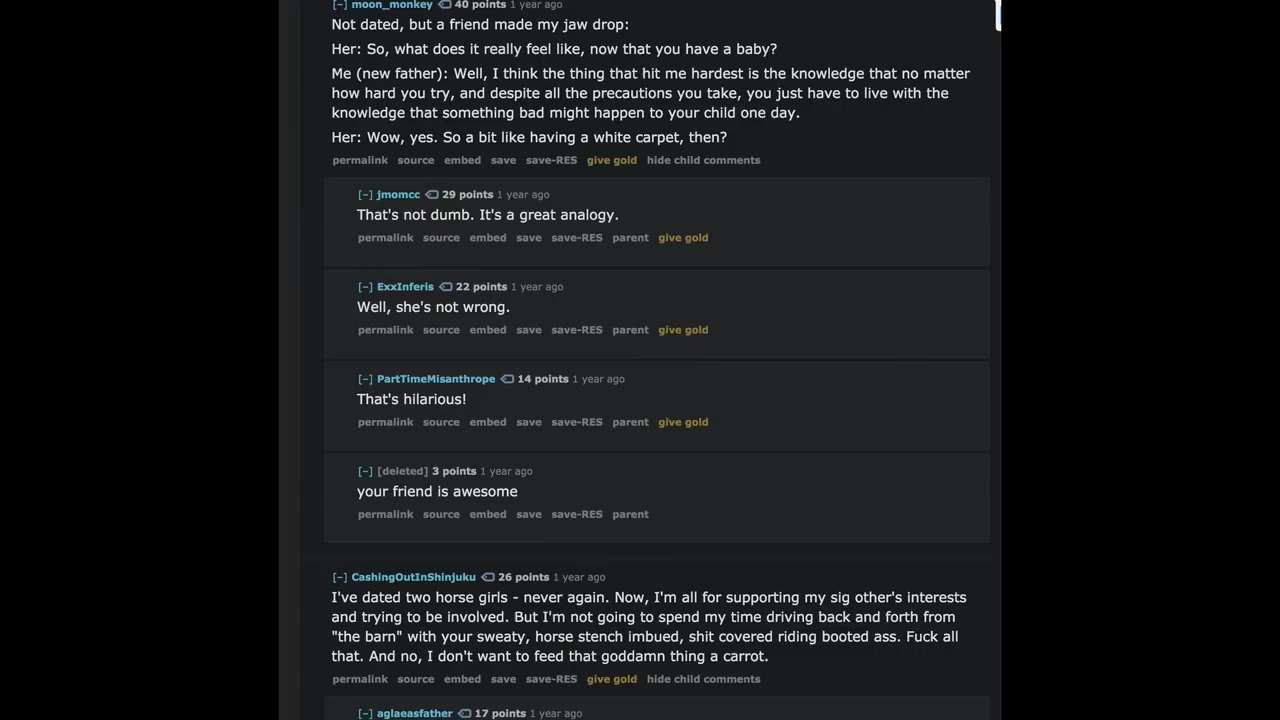 [-] moon_monkey 40 points 1 year ago
Not dated, but a friend made my jaw drop:
Her: So, what does it really feel like, now that you have a baby?
Me (new father): Well, I think the thing that hit me hardest is the knowledge that no matter
how hard you try, and despite all the precautions you take, you just have to live with the
knowledge that something bad might happen to your child one day.
Her: Wow, yes. So a bit like having a white carpet, then?
permalink source embed save save-RES give gold hide child comments
[-] jmomcc 29 points 1 year ago
That's not dumb. It's a great analogy.
permalink source embed save save-RES parent give gold
[-] ExxInferis 22 points 1 year ago
Well, she's not wrong.
permalink source embed save save-RES parent give gold
[-] PartTimeMisanthrope 14 points 1 year ago
That's hilarious!
permalink source embed save save-RES parent give gold
[-] [deleted] 3 points 1 year ago
your friend is awesome
permalink source embed save save-RES parent
[-] CashingOutInShinjuku 26 points 1 year ago
I've dated two horse girls - never again. Now, I'm all for supporting my sig other's interests
and trying to be involved. But I'm not going to spend my time driving back and forth from
"the barn" with your sweaty, horse stench imbued, shit covered riding booted ass. Fuck all
that. And no, I don't want to feed that goddamn thing a carrot.
permalink source embed save save-RES give gold hide child comments
[-] aglaeasfather 17 points 1 year ago